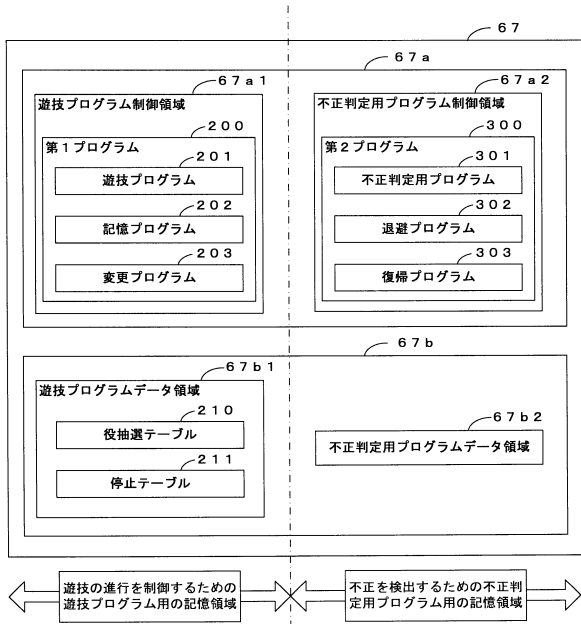 67
67a
67a1
遊技プログラム制御領域
200
第1プログラム
201
遊技プログラム
202
記憶プログラム
203
変更プログラム
67a2
不正判定用プログラム制御領域
300
第2プログラム
301
不正判定用プログラム
302
退避プログラム
303
復帰プログラム
67b
67b1
遊技プログラムデータ領域
210
役抽選テーブル
211
停止テーブル
67b2
不正判定用プログラムデータ領域
遊技の進行を制御するための
遊技プログラム用の記憶領域
不正を検出するための不正判
定用プログラム用の記憶領域